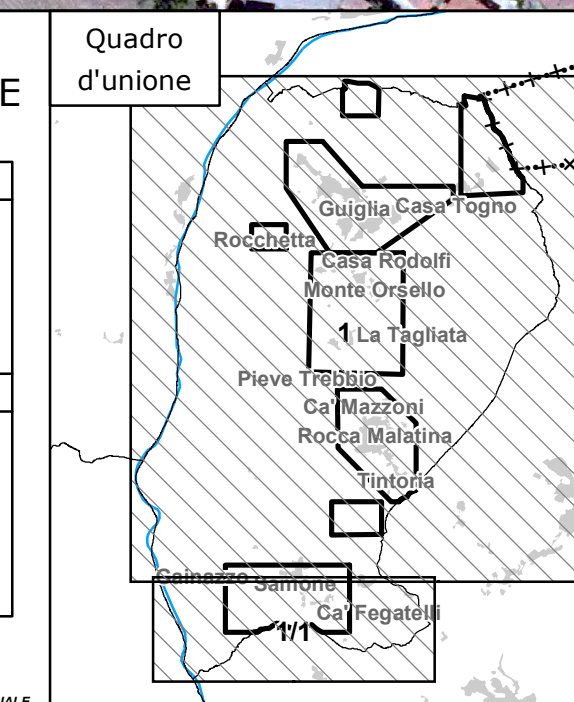 Quadro
d'unione
E
Guiglia
Casa Togno
Rocchetta
Casa Rodolfi
Monte Orsello
1
La Tagliata
Pieve Trebbio
Ca' Mazzoni
Rocca Malatina
Tintoria
Gainazzo
Samone
Ca' Fegatelli
1/1